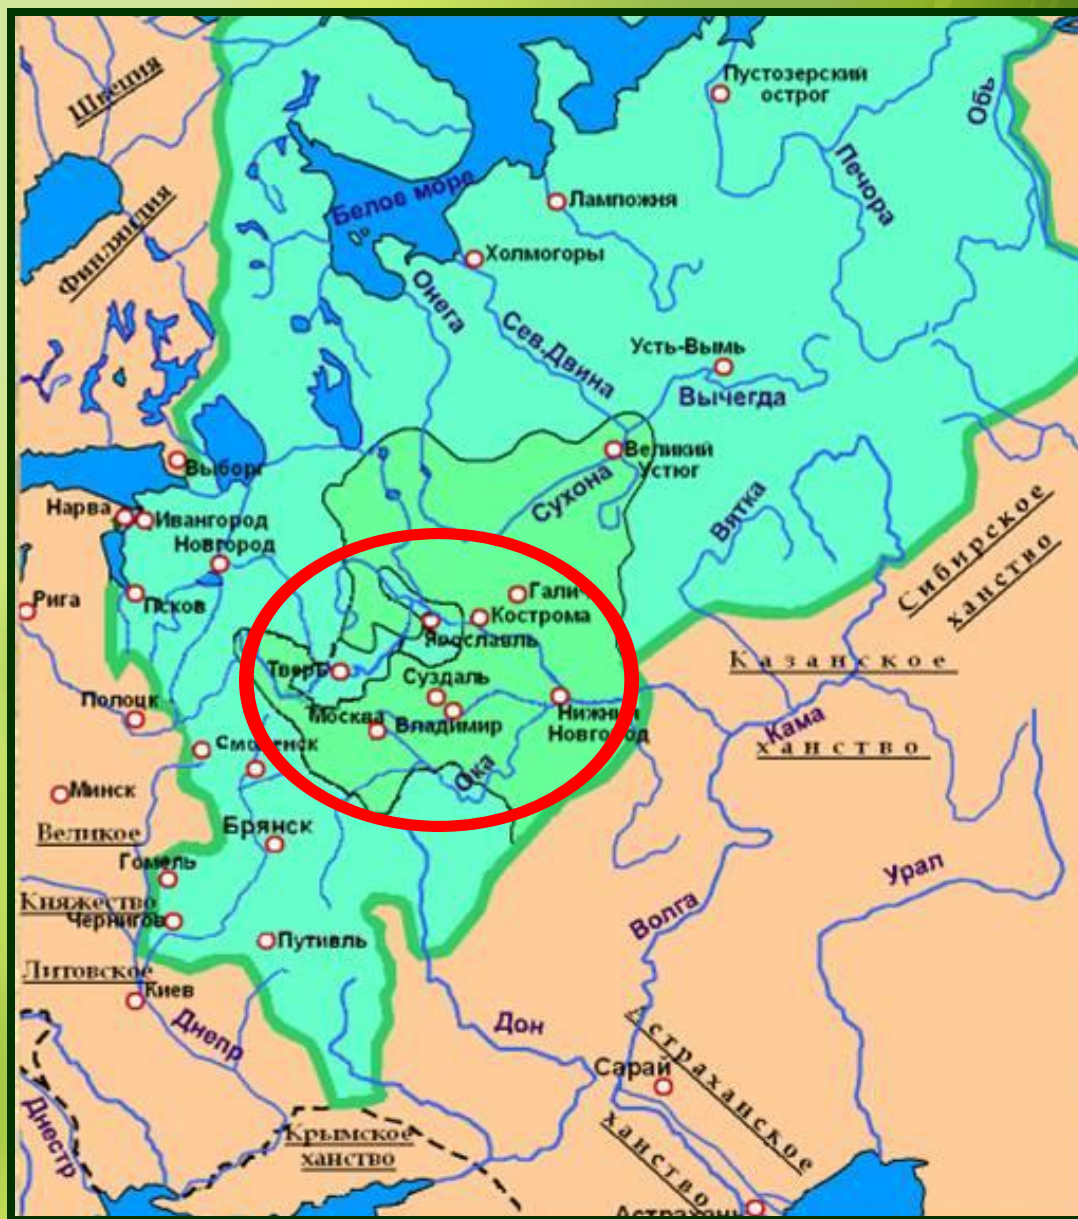 Швеция
Пустозерский
острог
Обь
Печора
Белое море
Лампожня
Финляндия
Холмогоры
Онега
Сев.Двина
Усть-Вымь
Вычегда
Великий
Устюг
Выборг
Сухона
Вятка
Нарва
Ивангород
Новгород
Сибирское
ханство
Рига
Псков
Гали
Кострома
Ярославль
Казанское
Тверь
Суздаль
Полоцк
Москва
Владимир
Нижний
Новгород
Кама
ханство
Смоленск
Ока
Минск
Великое
Брянск
Гомель
Урал
Княжество
Чернигов
Волга
Путивль
Литовское
Киев
Днепр
Дон
Астраханское
Сарай
Днестр
Крымское
ханство
ханство
Астрахань